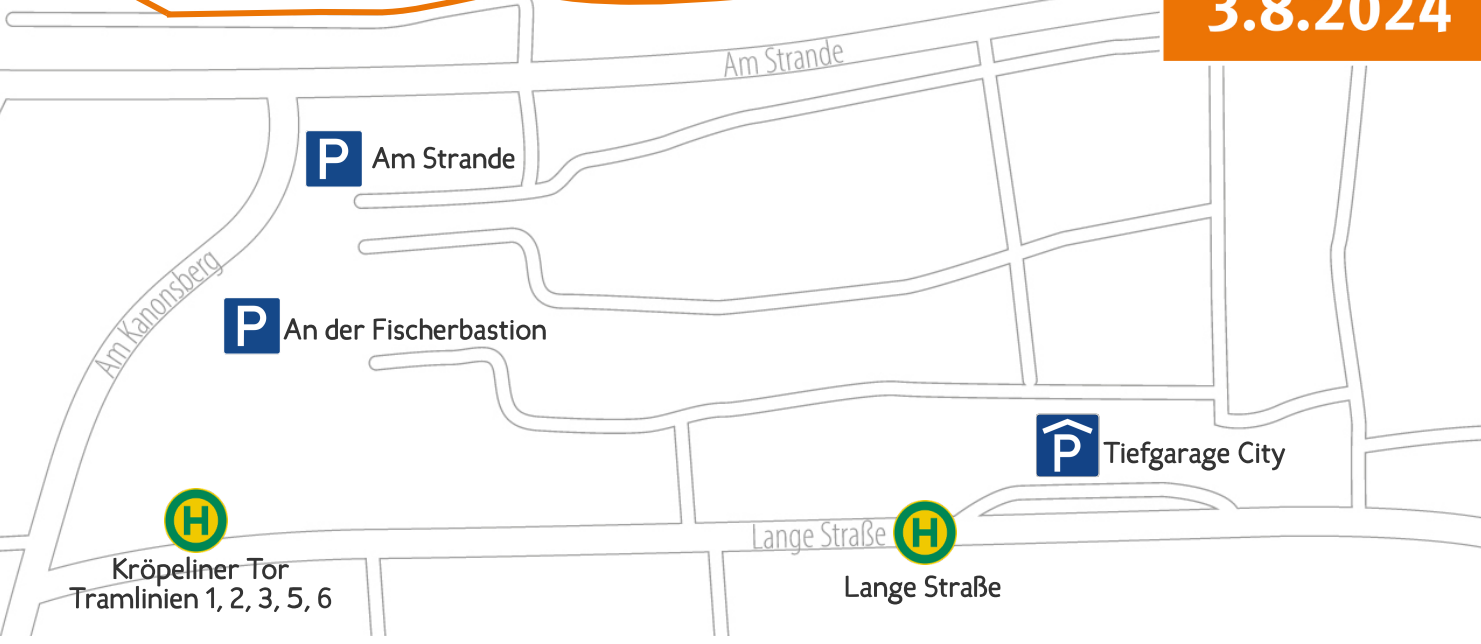 3.8.2024
Am Strande
P Am Strande
Am Kanonsberg
P An der Fischerbastion
P Tiefgarage City
H
Kröpeliner Tor
Tramlinien 1, 2, 3, 5, 6
Lange Straße H
Lange Straße